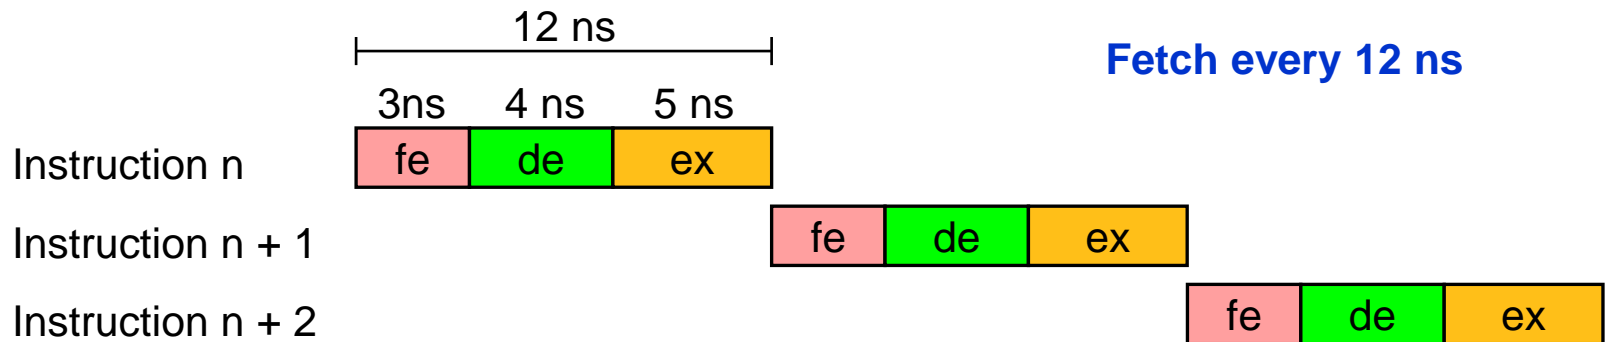 12 ns
Fetch every 12 ns
3ns 4 ns 5 ns
Instruction n fe de ex
Instruction n + 1 fe de ex
Instruction n + 2 fe de ex